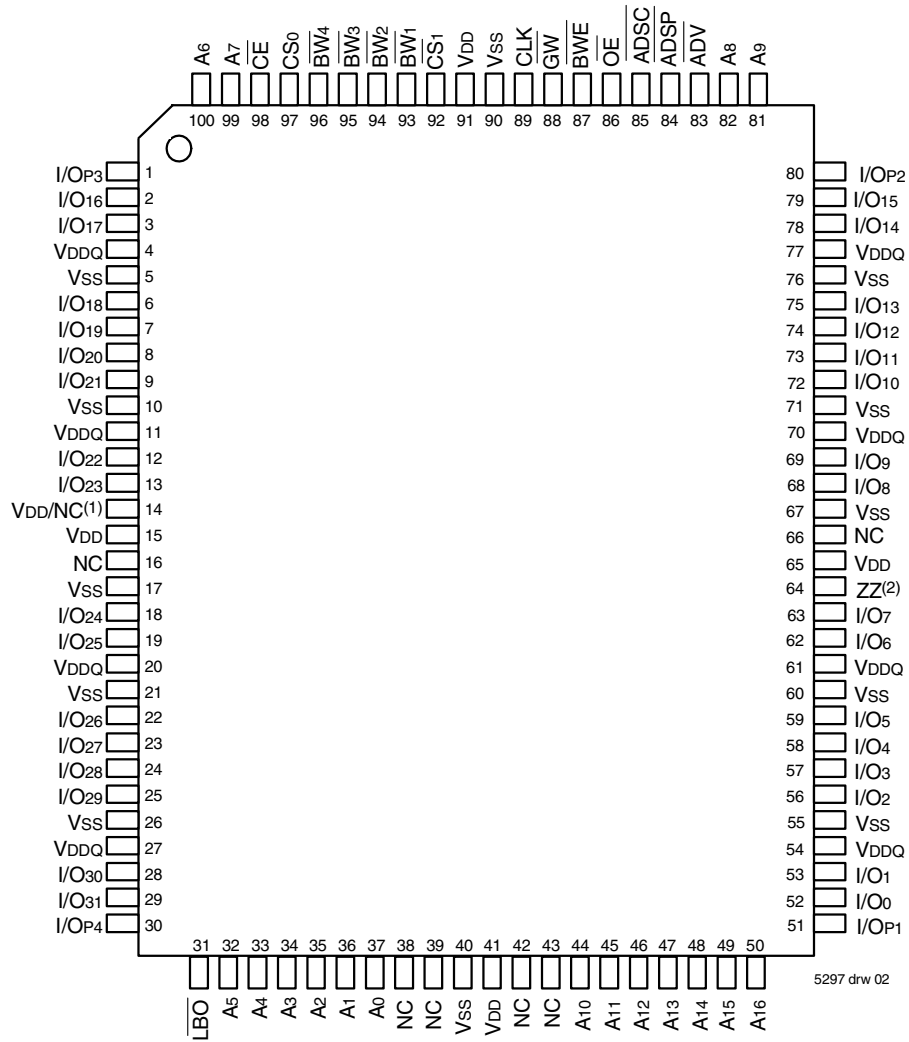 A6 A7 CE CS0 BW4 BW3 BW2 BW1 CS1 VDD VSS CLK GW BWE OE ADSC ADSP ADV A8 A9
100 99 98 97 96 95 94 93 92 91 90 89 88 87 86 85 84 83 82 81
I/OP3 1 80 I/OP2
I/O16 2 79 I/O15
I/O17 3 78 I/O14
VDDQ 4 77 VDDQ
VSS 5 76 VSS
I/O18 6 75 I/O13
I/O19 7 74 I/O12
I/O20 8 73 I/O11
I/O21 9 72 I/O10
VSS 10 71 VSS
VDDQ 11 70 VDDQ
I/O22 12 69 I/O9
I/O23 13 68 I/O8
VDD/NC(1) 14 67 VSS
VDD 15 66 NC
NC 16 65 VDD
VSS 17 64 ZZ(2)
I/O24 18 63 I/O7
I/O25 19 62 I/O6
VDDQ 20 61 VDDQ
VSS 21 60 VSS
I/O26 22 59 I/O5
I/O27 23 58 I/O4
I/O28 24 57 I/O3
I/O29 25 56 I/O2
VSS 26 55 VSS
VDDQ 27 54 VDDQ
I/O30 28 53 I/O1
I/O31 29 52 I/O0
I/OP4 30 51 I/OP1
31 32 33 34 35 36 37 38 39 40 41 42 43 44 45 46 47 48 49 50
LBO A5 A4 A3 A2 A1 A0 NC NC VSS VDD NC NC A10 A11 A12 A13 A14 A15 A16
5297 drw 02